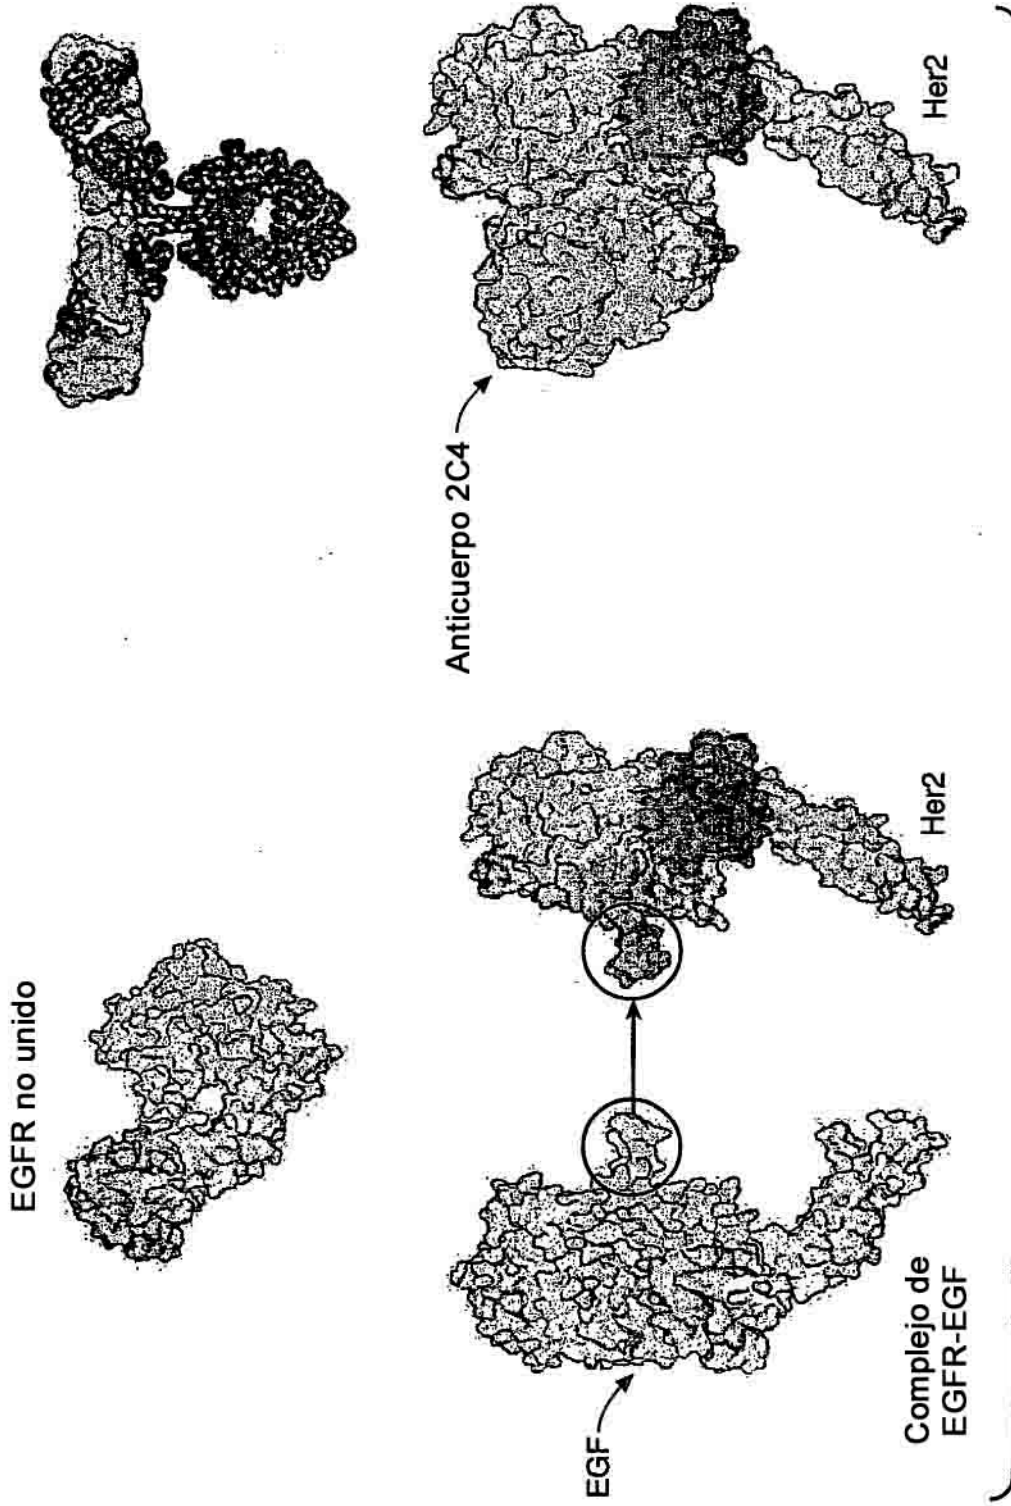 EGFR no unido
EGF
Complejo de
EGFR-EGF
Her2
Anticuerpo 2C4
Her2